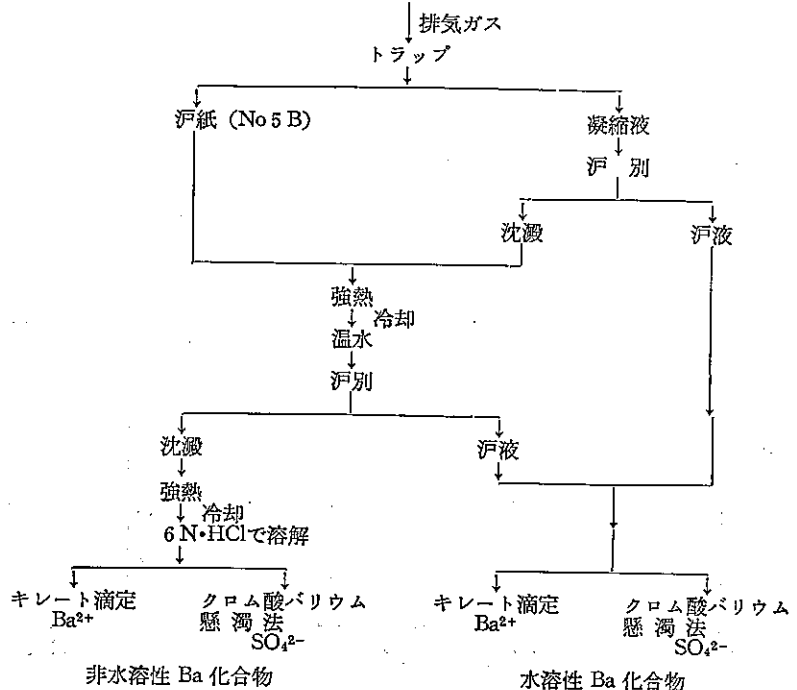 排気ガス
トラップ
沪紙 (No 5 B)
凝縮液
沪 別
沈澱
沪液
強熱
冷却
温水
沪別
沈澱
沪液
強熱
冷却
6 N•HClで溶解
キレート滴定
Ba²⁺
クロム酸バリウム
懸 濁 法
SO₄²⁻
キレート滴定
Ba²⁺
クロム酸バリウム
懸 濁 法
SO₄²⁻
非水溶性 Ba 化合物
水溶性 Ba 化合物